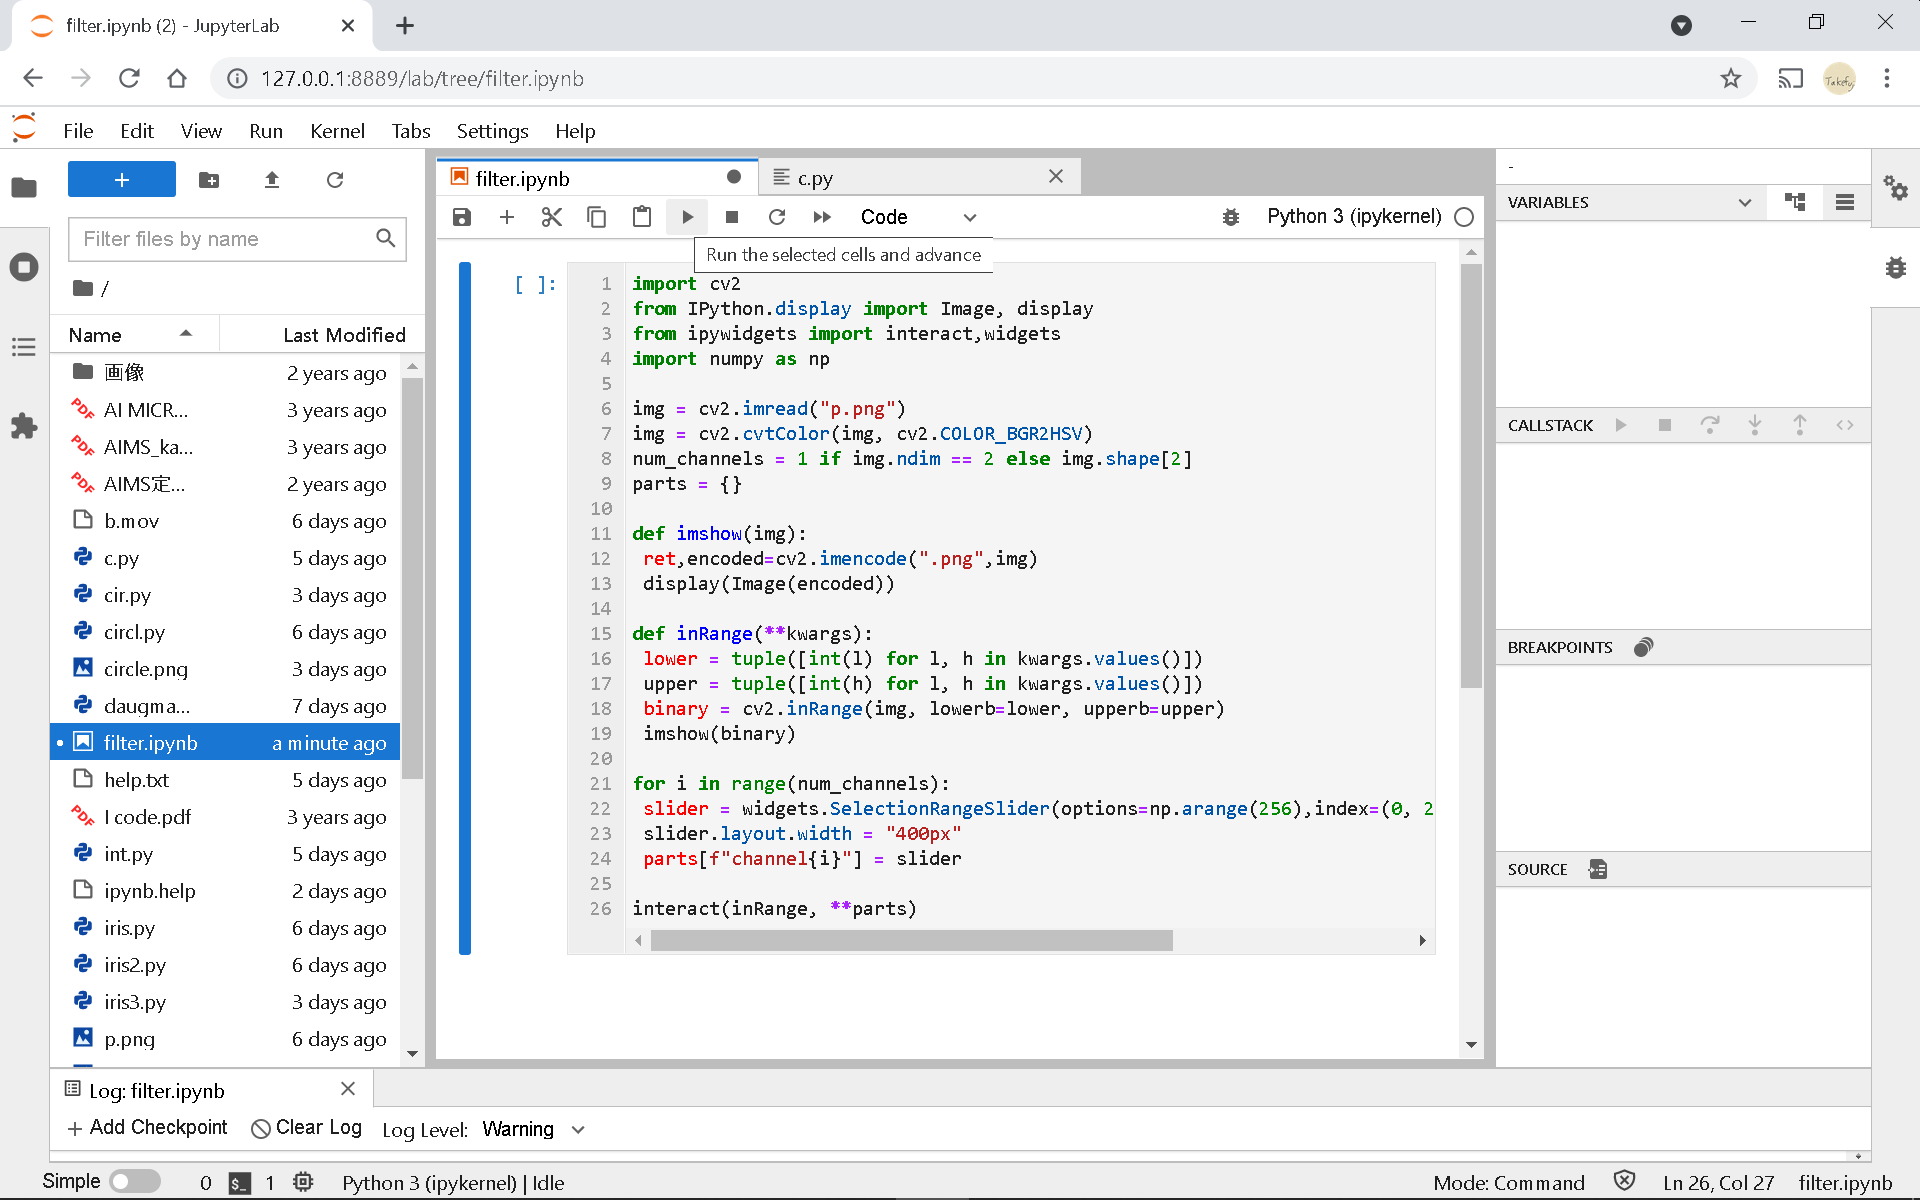 filter.ipynb (2) - JupyterLab
127.0.0.1:8889/lab/tree/filter.ipynb
Takefu
File Edit View Run Kernel Tabs Settings Help
+
Filter files by name
/
Name Last Modified
画像 2 years ago
AI MICR... 3 years ago
AIMS_ka... 3 years ago
AIMS定... 2 years ago
b.mov 6 days ago
c.py 5 days ago
cir.py 3 days ago
circl.py 6 days ago
circle.png 3 days ago
daugma... 7 days ago
filter.ipynb a minute ago
help.txt 5 days ago
I code.pdf 3 years ago
int.py 5 days ago
ipynb.help 2 days ago
iris.py 6 days ago
iris2.py 6 days ago
iris3.py 3 days ago
p.png 6 days ago
filter.ipynb c.py
Code Python 3 (ipykernel)
Run the selected cells and advance
[ ]:
1 import cv2
2 from IPython.display import Image, display
3 from ipywidgets import interact,widgets
4 import numpy as np
5
6 img = cv2.imread("p.png")
7 img = cv2.cvtColor(img, cv2.COLOR_BGR2HSV)
8 num_channels = 1 if img.ndim == 2 else img.shape[2]
9 parts = {}
10
11 def imshow(img):
12  ret,encoded=cv2.imencode(".png",img)
13  display(Image(encoded))
14
15 def inRange(**kwargs):
16  lower = tuple([int(l) for l, h in kwargs.values()])
17  upper = tuple([int(h) for l, h in kwargs.values()])
18  binary = cv2.inRange(img, lowerb=lower, upperb=upper)
19  imshow(binary)
20
21 for i in range(num_channels):
22  slider = widgets.SelectionRangeSlider(options=np.arange(256),index=(0, 2
23  slider.layout.width = "400px"
24  parts[f"channel{i}"] = slider
25
26 interact(inRange, **parts)
-
VARIABLES
CALLSTACK
BREAKPOINTS
SOURCE
Log: filter.ipynb
+ Add Checkpoint Clear Log Log Level: Warning
Simple 0 $_ 1 Python 3 (ipykernel) | Idle Mode: Command Ln 26, Col 27 filter.ipynb